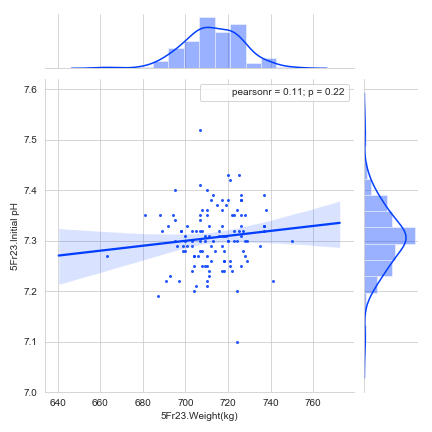 pearsonr = 0.11; p = 0.22
7.6
7.5
7.4
7.3
7.2
7.1
7.0
5Fr23.Initial pH
640 660 680 700 720 740 760
5Fr23.Weight(kg)